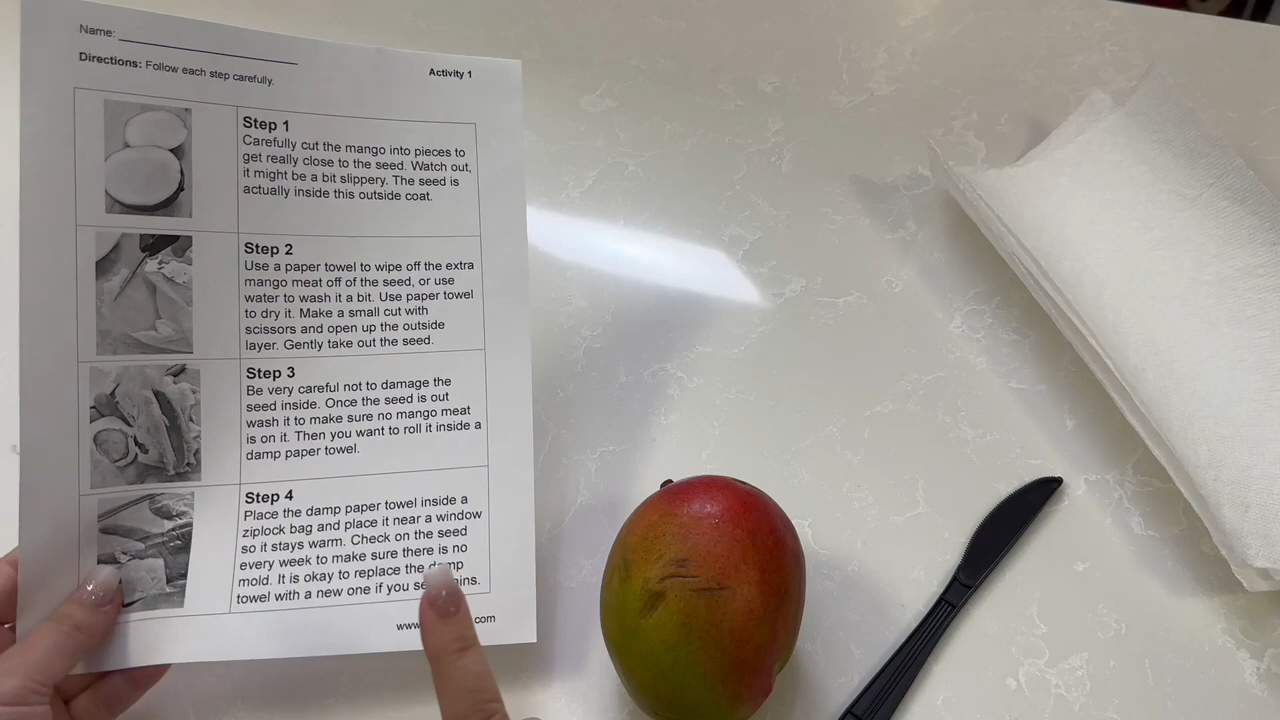 Name:
Directions: Follow each step carefully.
Activity 1
Step 1
Carefully cut the mango into pieces to
get really close to the seed. Watch out,
it might be a bit slippery. The seed is
actually inside this outside coat.
Step 2
Use a paper towel to wipe off the extra
mango meat off of the seed, or use
water to wash it a bit. Use paper towel
to dry it. Make a small cut with
scissors and open up the outside
layer. Gently take out the seed.
Step 3
Be very careful not to damage the
seed inside. Once the seed is out
wash it to make sure no mango meat
is on it. Then you want to roll it inside a
damp paper towel.
Step 4
Place the damp paper towel inside a
ziplock bag and place it near a window
so it stays warm. Check on the seed
every week to make sure there is no
mold. It is okay to replace the damp
towel with a new one if you see